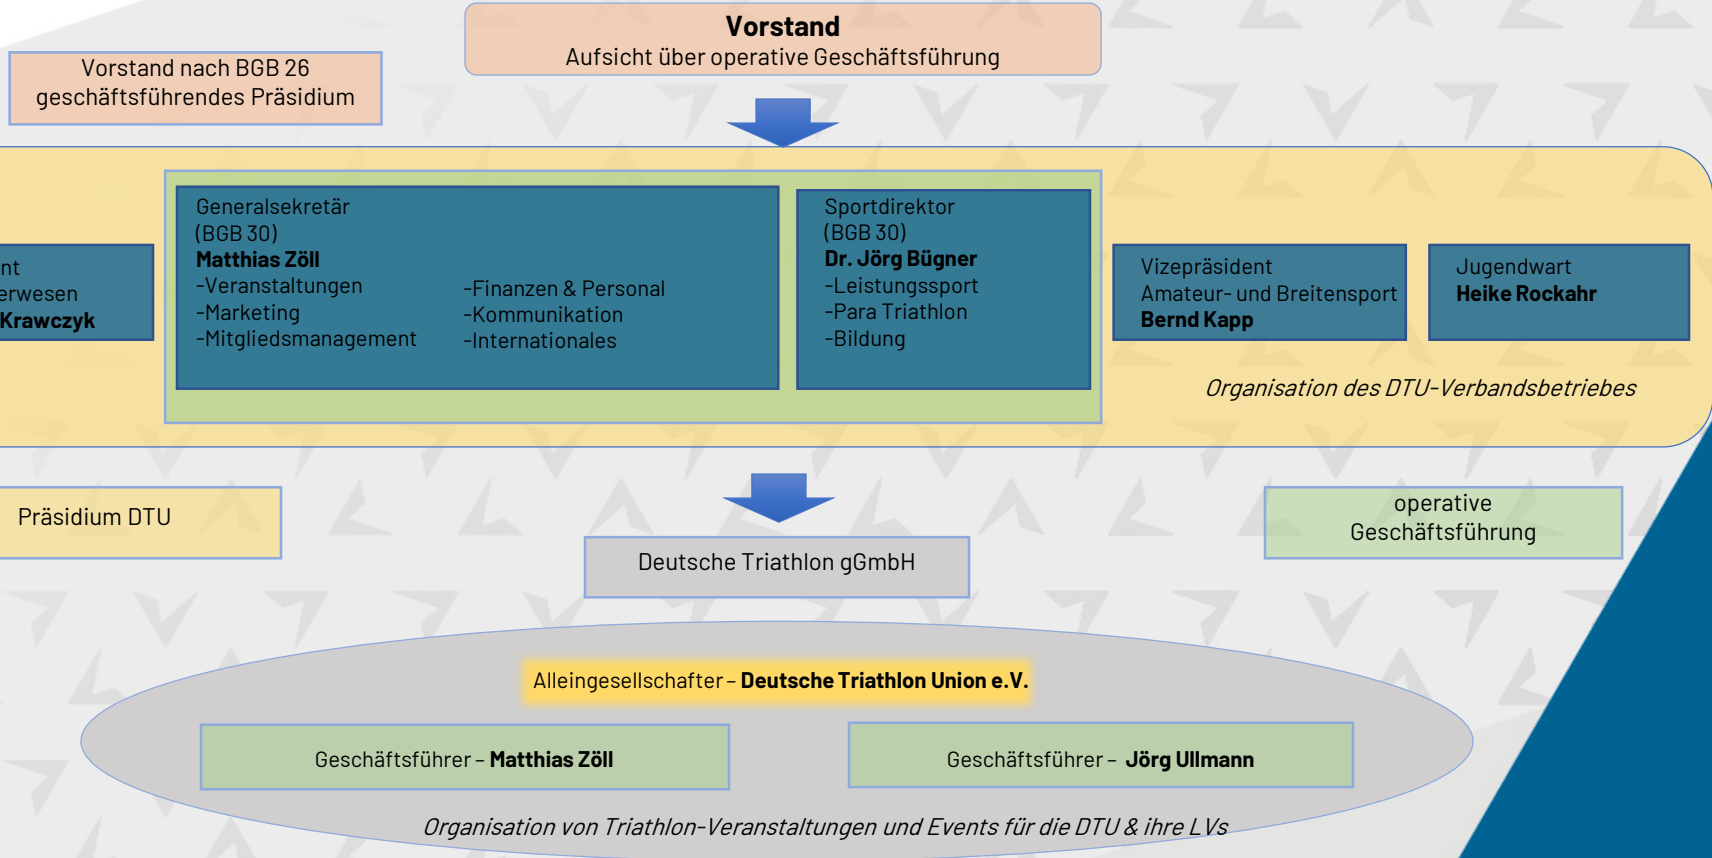 Vorstand
Aufsicht über operative Geschäftsführung
Vorstand nach BGB 26
geschäftsführendes Präsidium
nt
erwesen
Krawczyk
Generalsekretär
(BGB 30)
Matthias Zöll
-Veranstaltungen
-Marketing
-Mitgliedsmanagement
-Finanzen & Personal
-Kommunikation
-Internationales
Sportdirektor
(BGB 30)
Dr. Jörg Bügner
-Leistungssport
-Para Triathlon
-Bildung
Vizepräsident
Amateur- und Breitensport
Bernd Kapp
Jugendwart
Heike Rockahr
Organisation des DTU-Verbandsbetriebes
Präsidium DTU
operative
Geschäftsführung
Deutsche Triathlon gGmbH
Alleingesellschafter – Deutsche Triathlon Union e.V.
Geschäftsführer – Matthias Zöll
Geschäftsführer – Jörg Ullmann
Organisation von Triathlon-Veranstaltungen und Events für die DTU & ihre LVs